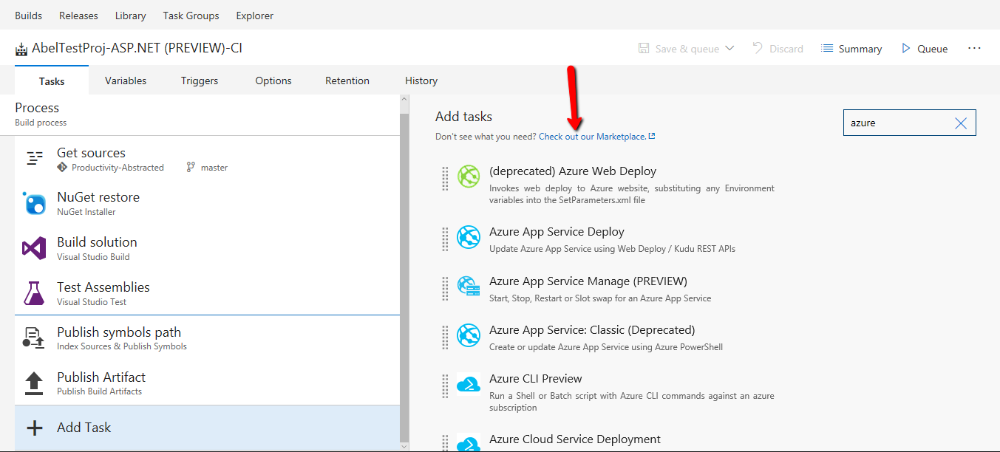 Builds Releases Library Task Groups Explorer
AbelTestProj-ASP.NET (PREVIEW)-CI
Save & queue Discard Summary Queue ...
Tasks Variables Triggers Options Retention History
Process
Build process
Get sources
Productivity-Abstracted master
NuGet restore
NuGet Installer
Build solution
Visual Studio Build
Test Assemblies
Visual Studio Test
Publish symbols path
Index Sources & Publish Symbols
Publish Artifact
Publish Build Artifacts
Add Task
Add tasks
azure
Don't see what you need? Check out our Marketplace.
(deprecated) Azure Web Deploy
Invokes web deploy to Azure website, substituting any Environment
variables into the SetParameters.xml file
Azure App Service Deploy
Update Azure App Service using Web Deploy / Kudu REST APIs
Azure App Service Manage (PREVIEW)
Start, Stop, Restart or Slot swap for an Azure App Service
Azure App Service: Classic (Deprecated)
Create or update Azure App Service using Azure PowerShell
Azure CLI Preview
Run a Shell or Batch script with Azure CLI commands against an azure
subscription
Azure Cloud Service Deployment